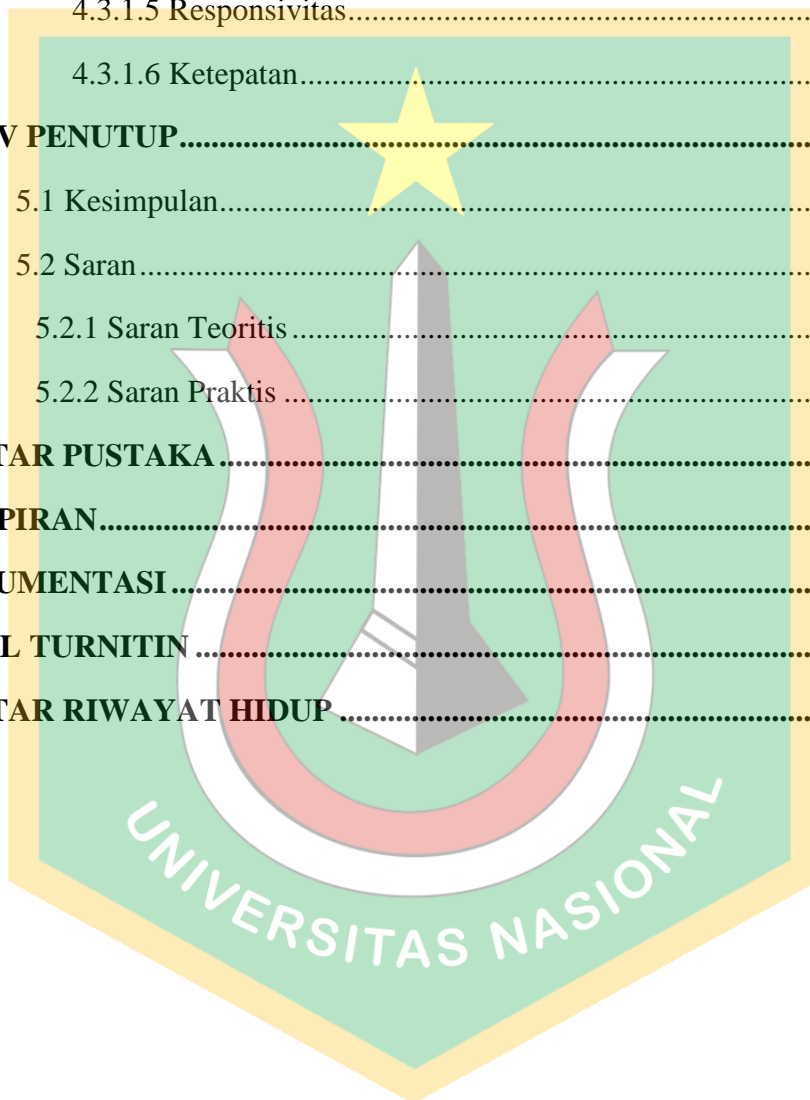 4.3.1.5 Responsivitas..........................................................
4.3.1.6 Ketepatan................................................................
V PENUTUP...............................................................................
5.1 Kesimpulan..........................................................................
5.2 Saran....................................................................................
5.2.1 Saran Teoritis.................................................................
5.2.2 Saran Praktis ..................................................................
TAR PUSTAKA..........................................................................
PIRAN.........................................................................................
UMENTASI................................................................................
L TURNITIN .............................................................................
TAR RIWAYAT HIDUP ...........................................................
UNIVERSITAS NASIONAL